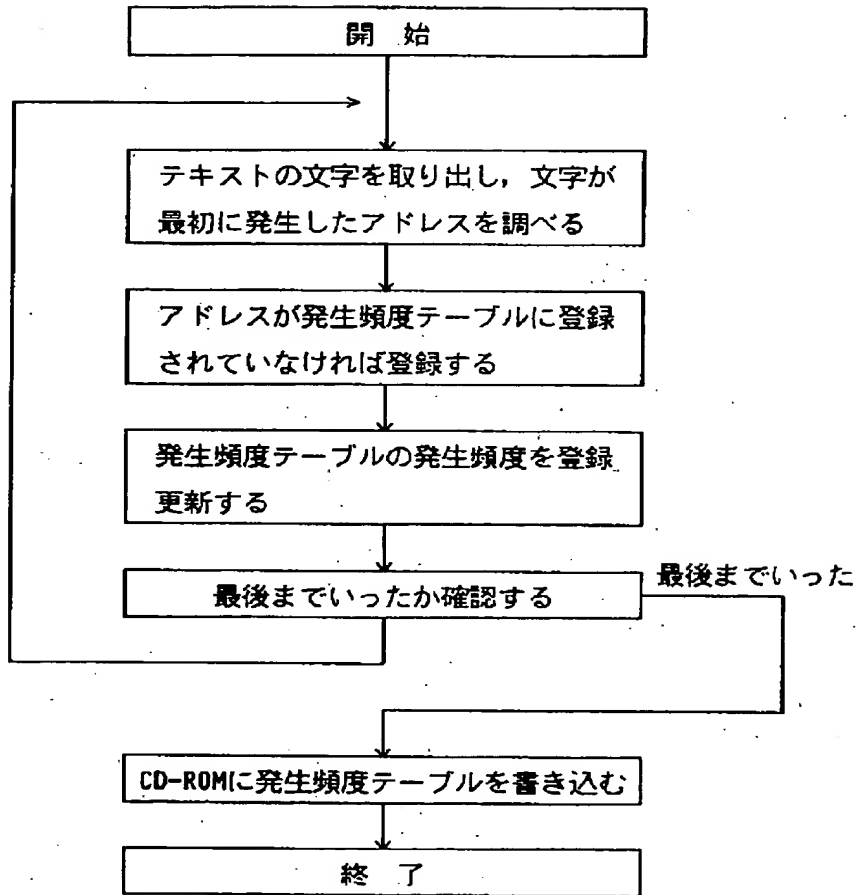 開 始
テキストの文字を取り出し，文字が
最初に発生したアドレスを調べる
アドレスが発生頻度テーブルに登録
されていなければ登録する
発生頻度テーブルの発生頻度を登録
更新する
最後までいったか確認する
最後までいった
CD-ROMに発生頻度テーブルを書き込む
終 了